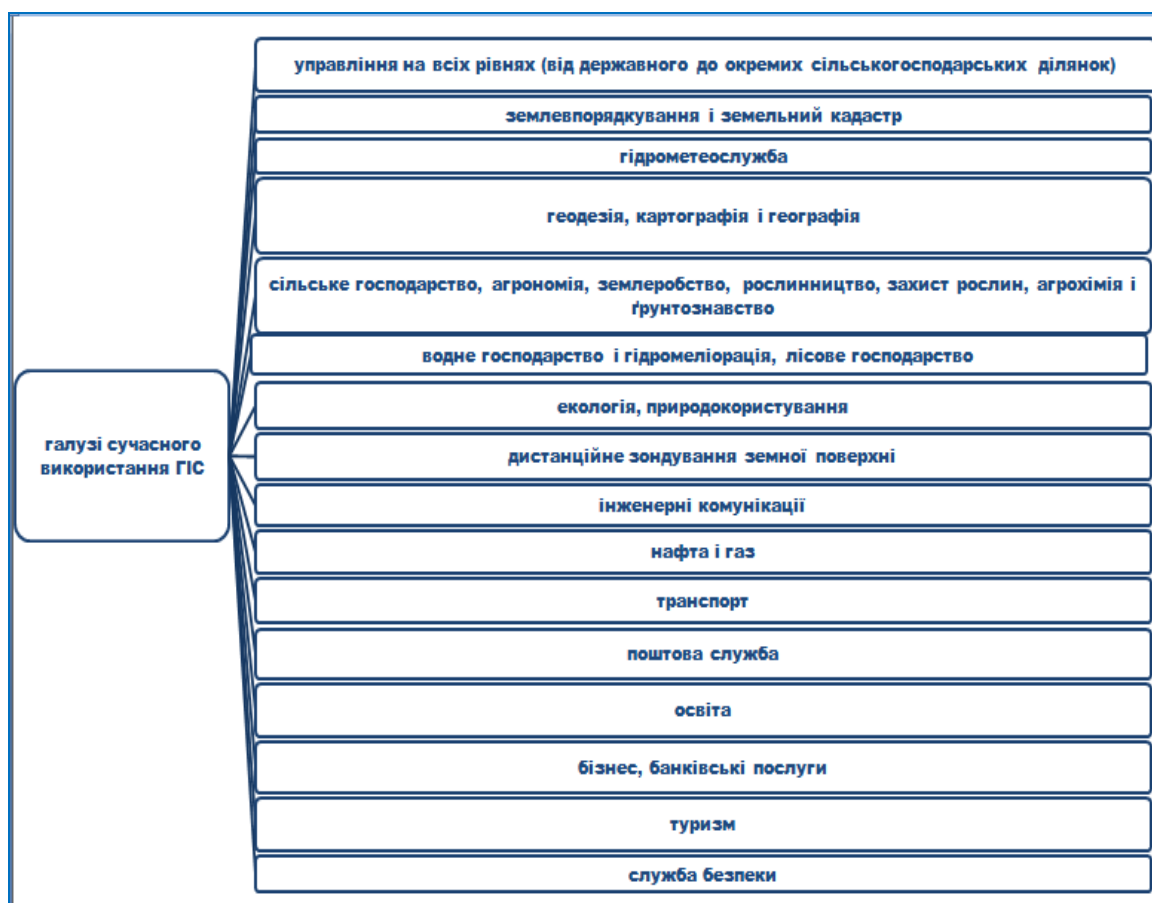 управління на всіх рівнях (від державного до окремих сільськогосподарських ділянок)
землевпорядкування і земельний кадастр
гідрометеослужба
геодезія, картографія і географія
сільське господарство, агрономія, землеробство, рослинництво, захист рослин, агрохімія і
ґрунтознавство
водне господарство і гідромеліорація, лісове господарство
екологія, природокористування
галузі сучасного
використання ГІС
дистанційне зондування земної поверхні
інженерні комунікації
нафта і газ
транспорт
поштова служба
освіта
бізнес, банківські послуги
туризм
служба безпеки